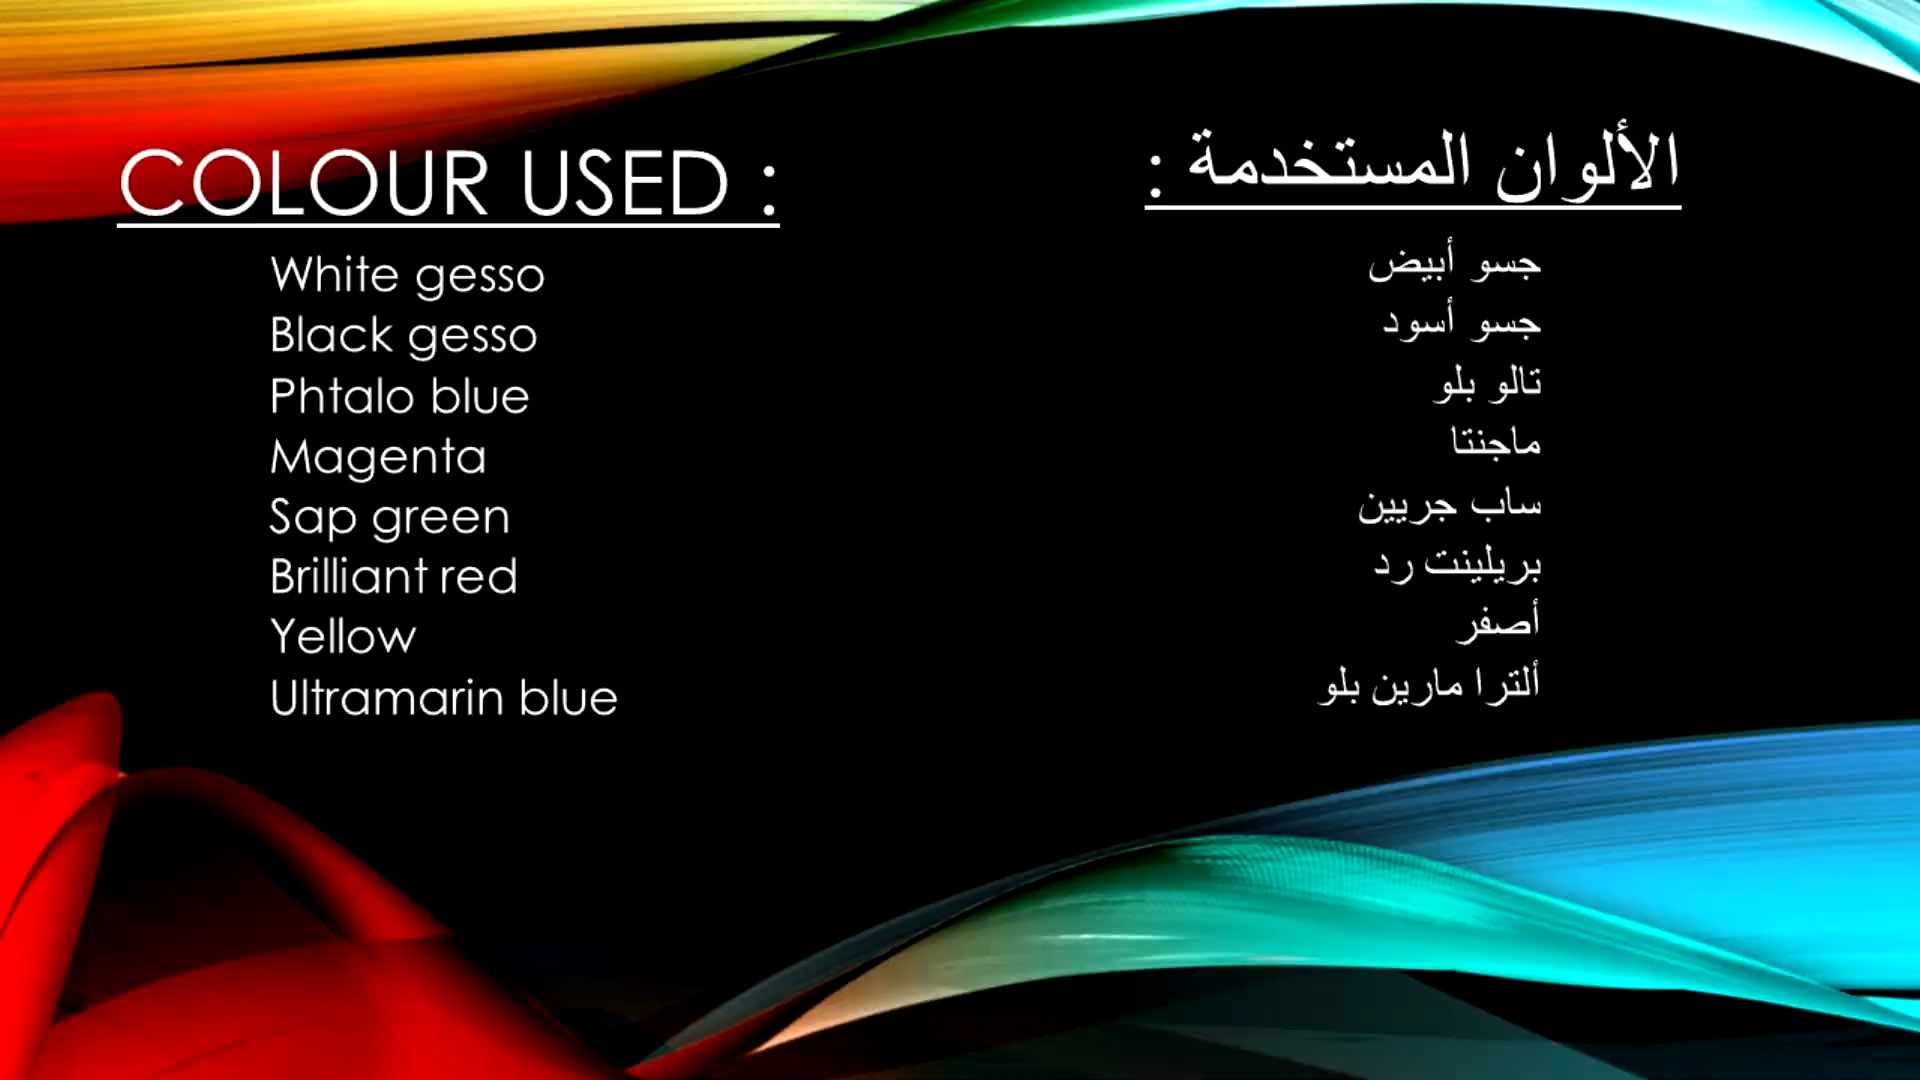 COLOUR USED :
White gesso
Black gesso
Phtalo blue
Magenta
Sap green
Brilliant red
Yellow
Ultramarin blue
الألوان المستخدمة :
جسو أبيض
جسو أسود
تالو بلو
ماجنتا
ساب جريين
بريلينت رد
أصفر
ألترا مارين بلو